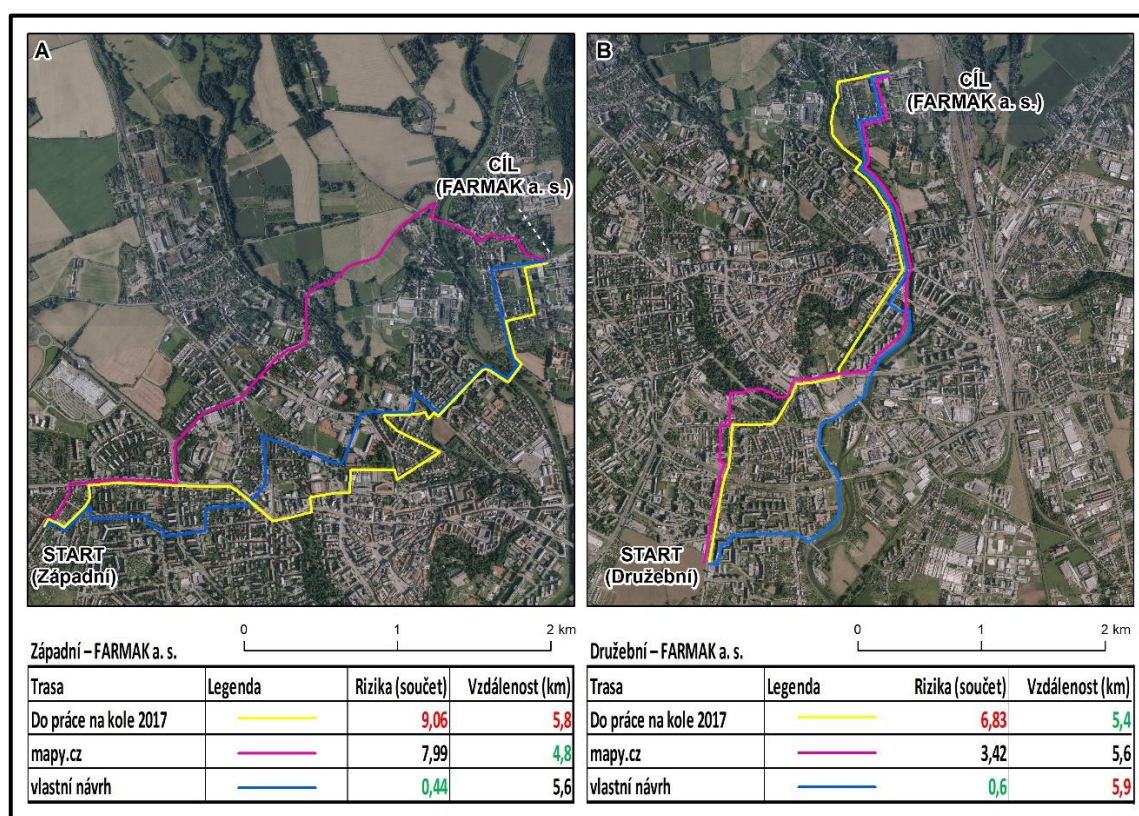 A
CÍL
(FARMAK a. s.)
START
(Západní)
B
CÍL
(FARMAK a. s.)
START
(Družební)
0 1 2 km
Západní – FARMAK a. s.
Trasa Legenda Rizika (součet) Vzdálenost (km)
Do práce na kole 2017 9,06 5,8
mapy.cz 7,99 4,8
vlastní návrh 0,44 5,6
0 1 2 km
Družební – FARMAK a. s.
Trasa Legenda Rizika (součet) Vzdálenost (km)
Do práce na kole 2017 6,83 5,4
mapy.cz 3,42 5,6
vlastní návrh 0,6 5,9